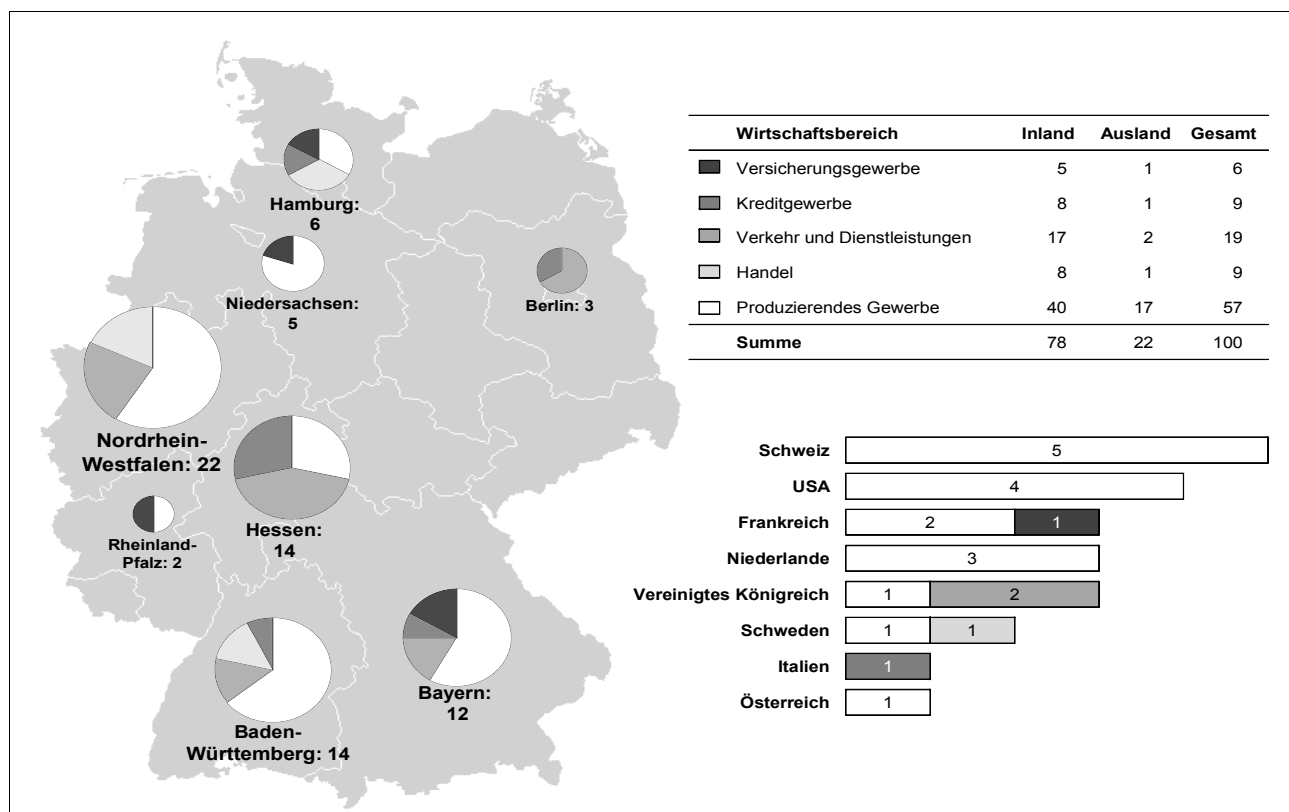 Hamburg:
6
Niedersachsen:
5
Berlin: 3
Nordrhein-
Westfalen: 22
Hessen:
14
Rheinland-
Pfalz: 2
Bayern:
12
Baden-
Württemberg: 14
Wirtschaftsbereich Inland Ausland Gesamt
Versicherungsgewerbe 5 1 6
Kreditgewerbe 8 1 9
Verkehr und Dienstleistungen 17 2 19
Handel 8 1 9
Produzierendes Gewerbe 40 17 57
Summe 78 22 100
Schweiz 5
USA 4
Frankreich 2 1
Niederlande 3
Vereinigtes Königreich 1 2
Schweden 1 1
Italien 1
Österreich 1